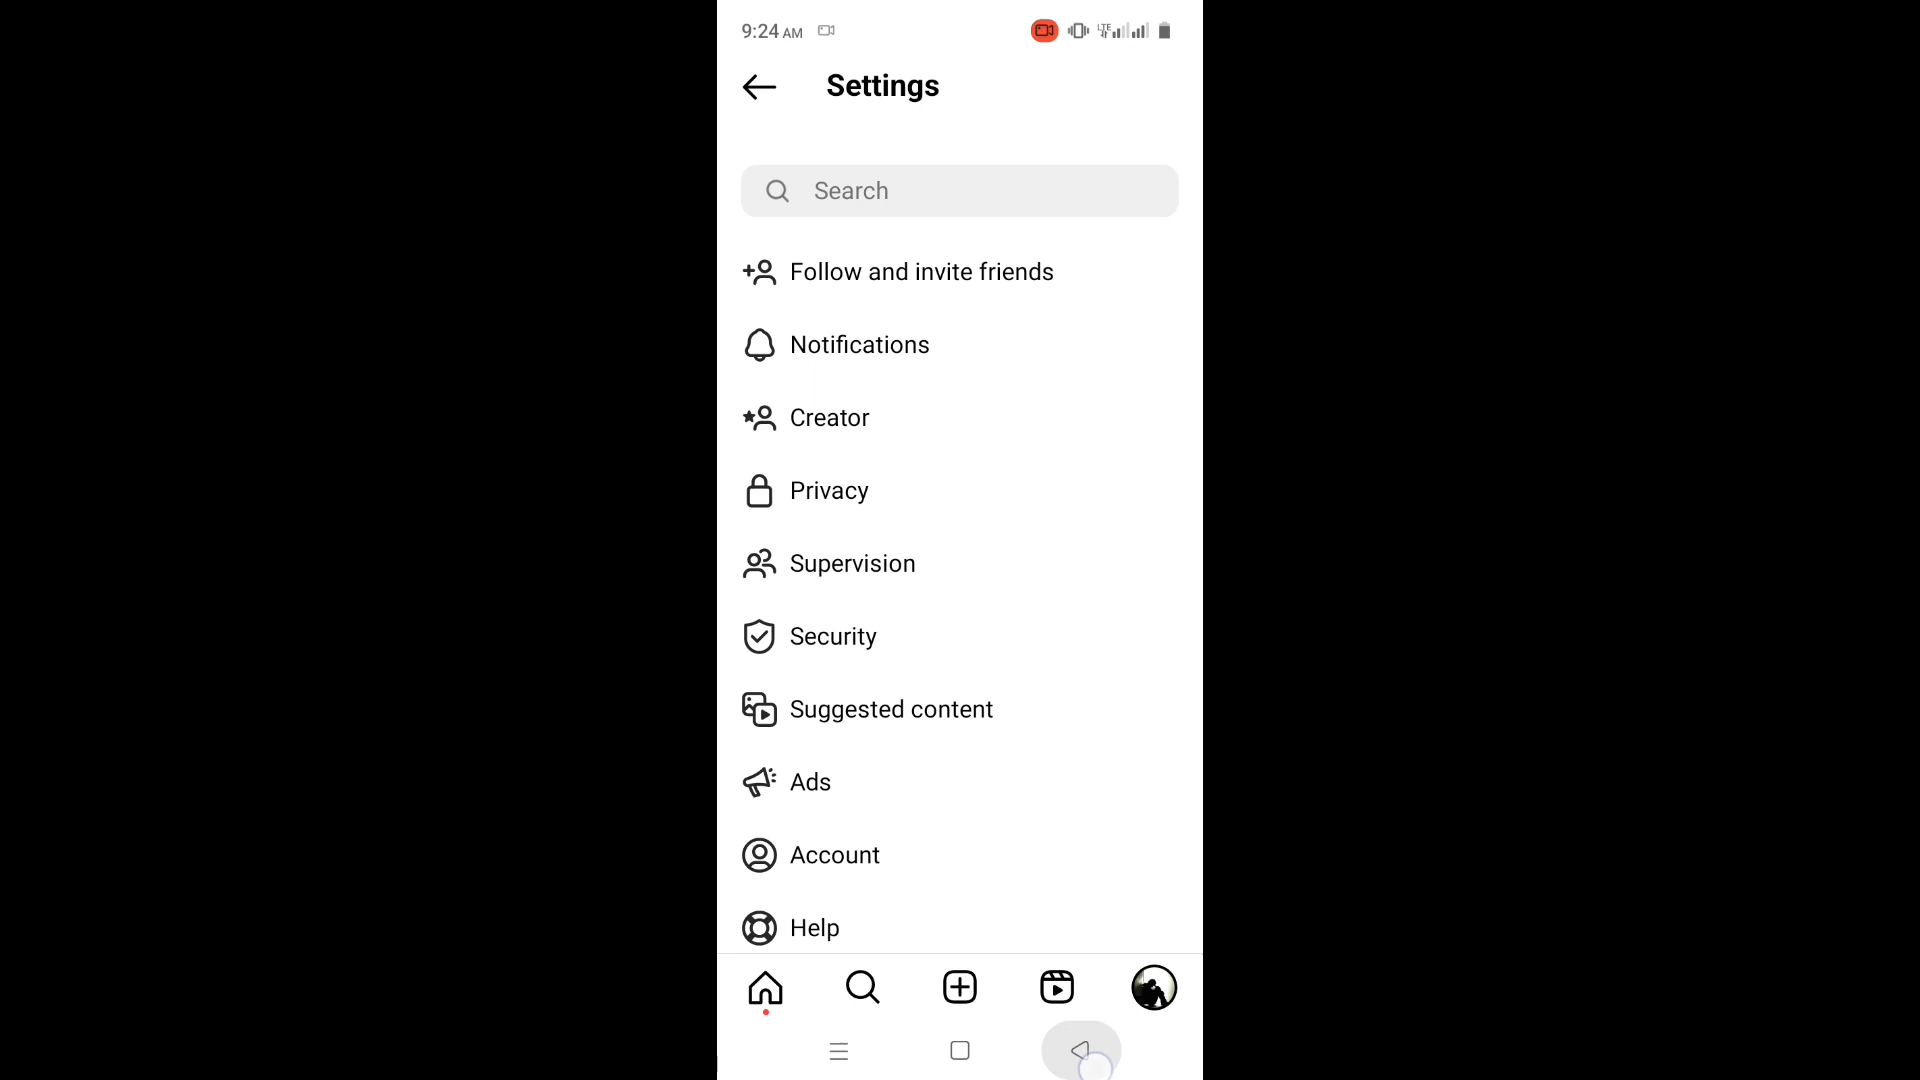 9:24 AM
LTE
Settings
Search
Follow and invite friends
Notifications
Creator
Privacy
Supervision
Security
Suggested content
Ads
Account
Help